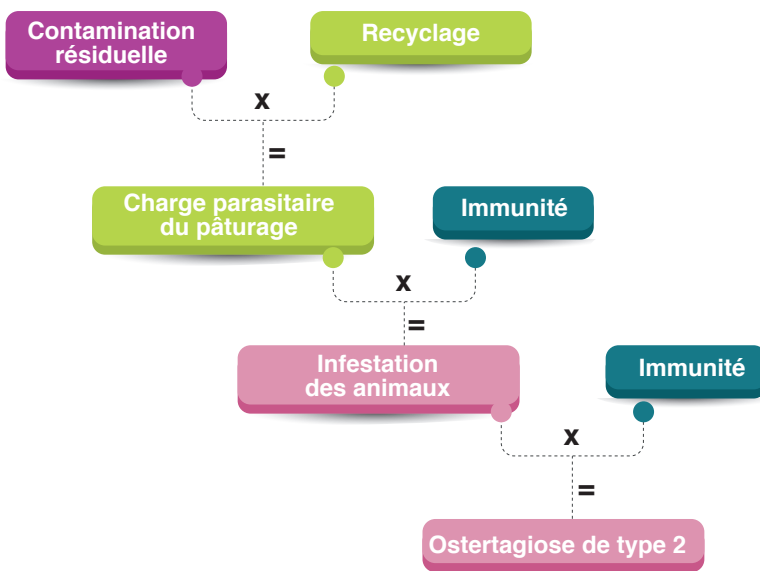 Contamination
résiduelle
Recyclage
x
=
Charge parasitaire
du pâturage
Immunité
x
=
Infestation
des animaux
Immunité
x
=
Ostertagiose de type 2